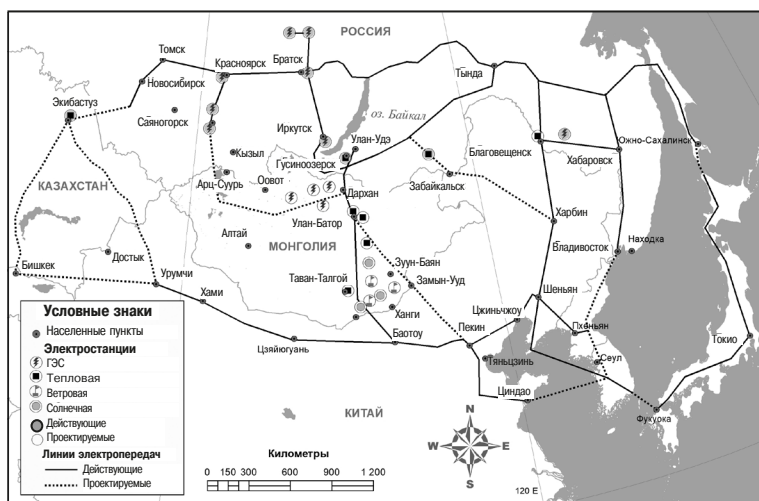 РОССИЯ
Томск
Красноярск
Братск
Тында
Новосибирск
Экибастуз
Саяногорск
оз. Байкал
Иркутск
Улан-Удэ
Благовещенск
Южно-Сахалинск
Кызыл
Гусиноозерск
Хабаровск
КАЗАХСТАН
Арц-Суурь
Оовот
Дархан
Забайкальск
Улан-Батор
Харбин
Алтай
МОНГОЛИЯ
Зуун-Баян
Владивосток
Находка
Достык
Бишкек
Урумчи
Таван-Талгой
Замын-Ууд
Шеньян
Хами
Ханги
Цжиньчжоу
Пхеньян
Токио
Цзяйюгуань
Баотоу
Пекин
Тяньцзинь
Сеул
Циндао
Фукуока
КИТАЙ
Условные знаки
Населенные пункты
Электростанции
ГЭС
Тепловая
Ветровая
Солнечная
Действующие
Проектируемые
Линии электропередач
Действующие
Проектируемые
Километры
0 150 300 600 900 1 200
N
W E
S
120 E